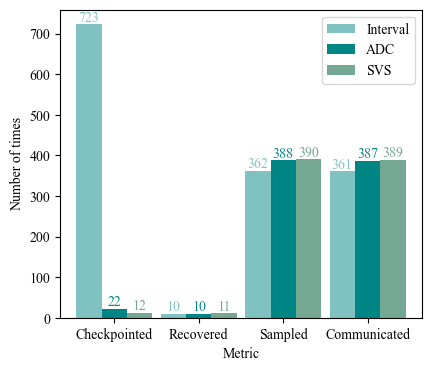 Number of times
700
600
500
400
300
200
100
0
723
22
12
10
10
11
362
388
390
361
387
389
Interval
ADC
SVS
Checkpointed
Recovered
Sampled
Communicated
Metric